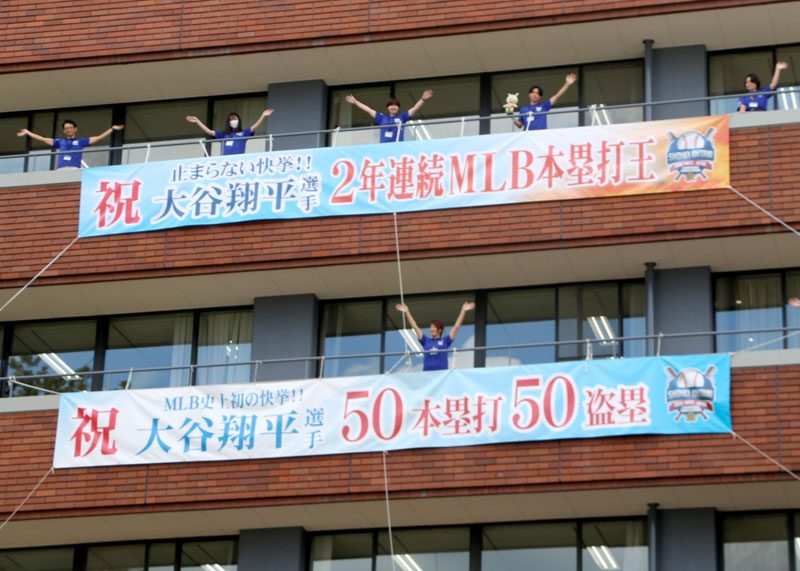 止まらない快挙!!
祝 大谷翔平選手 2年連続MLB本塁打王
SHOHEI OHTANI
MLB史上初の快挙!!
祝 大谷翔平選手 50本塁打50盗塁